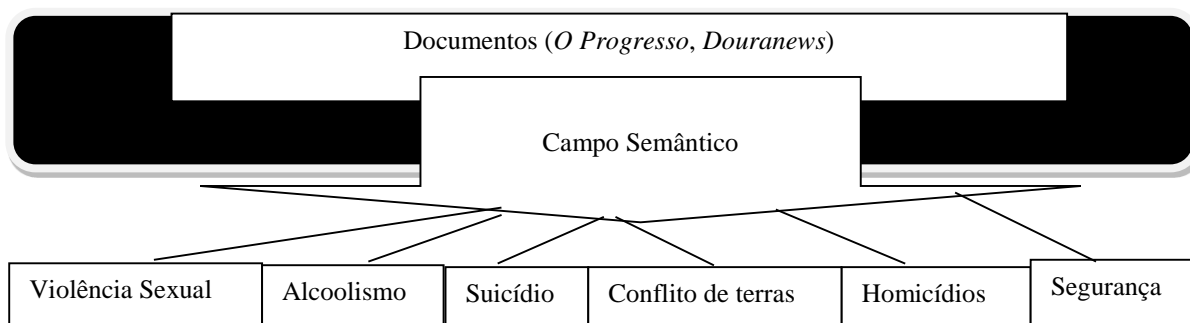 Documentos (O Progresso, Douranews)
Campo Semântico
Violência Sexual
Alcoolismo
Suicídio
Conflito de terras
Homicídios
Segurança